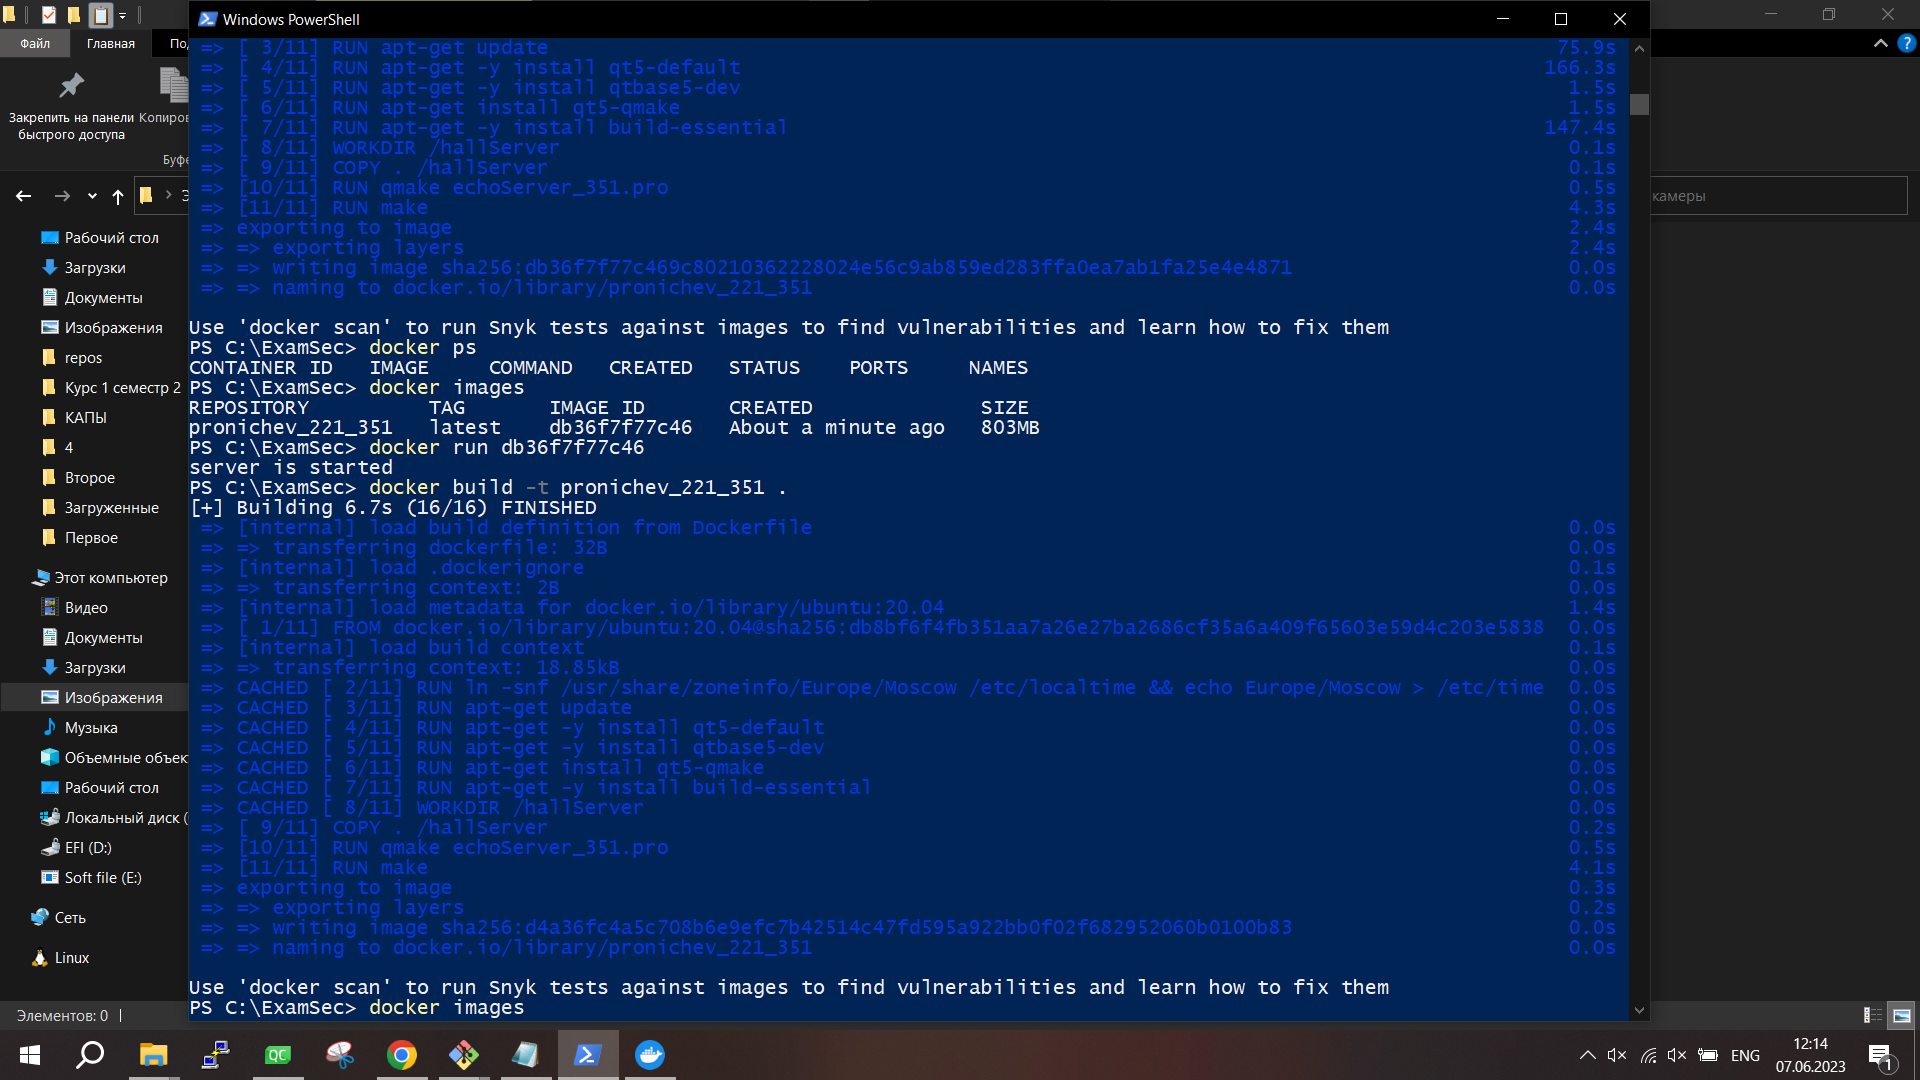 Windows PowerShell
Файл
Главная
Закрепить на панели
быстрого доступа
=> [ 3/11] RUN apt-get update 75.9s
=> [ 4/11] RUN apt-get -y install qt5-default 166.3s
=> [ 5/11] RUN apt-get -y install qtbase5-dev 1.5s
=> [ 6/11] RUN apt-get install qt5-qmake 1.5s
=> [ 7/11] RUN apt-get -y install build-essential 147.4s
=> [ 8/11] WORKDIR /hallServer 0.1s
=> [ 9/11] COPY . /hallServer 0.1s
=> [10/11] RUN qmake echoServer_351.pro 0.5s
=> [11/11] RUN make 4.3s
=> exporting to image 2.4s
=> => exporting layers 2.4s
=> => writing image sha256:db36f7f77c469c80210362228024e56c9ab859ed283ffa0ea7ab1fa25e4e4871 0.0s
=> => naming to docker.io/library/pronichev_221_351 0.0s
Use 'docker scan' to run Snyk tests against images to find vulnerabilities and learn how to fix them
PS C:\ExamSec> docker ps
CONTAINER ID IMAGE COMMAND CREATED STATUS PORTS NAMES
PS C:\ExamSec> docker images
REPOSITORY TAG IMAGE ID CREATED SIZE
pronichev_221_351 latest db36f7f77c46 About a minute ago 803MB
PS C:\ExamSec> docker run db36f7f77c46
server is started
PS C:\ExamSec> docker build -t pronichev_221_351 .
[+] Building 6.7s (16/16) FINISHED
=> [internal] load build definition from Dockerfile 0.0s
=> => transferring dockerfile: 32B 0.0s
=> [internal] load .dockerignore 0.1s
=> => transferring context: 2B 0.0s
=> [internal] load metadata for docker.io/library/ubuntu:20.04 1.4s
=> [ 1/11] FROM docker.io/library/ubuntu:20.04@sha256:db8bf6f4fb351aa7a26e27ba2686cf35a6a409f65603e59d4c203e5838 0.0s
=> [internal] load build context 0.1s
=> => transferring context: 18.85kB 0.0s
=> CACHED [ 2/11] RUN ln -snf /usr/share/zoneinfo/Europe/Moscow /etc/localtime && echo Europe/Moscow > /etc/time 0.0s
=> CACHED [ 3/11] RUN apt-get update 0.0s
=> CACHED [ 4/11] RUN apt-get -y install qt5-default 0.0s
=> CACHED [ 5/11] RUN apt-get -y install qtbase5-dev 0.0s
=> CACHED [ 6/11] RUN apt-get install qt5-qmake 0.0s
=> CACHED [ 7/11] RUN apt-get -y install build-essential 0.0s
=> CACHED [ 8/11] WORKDIR /hallServer 0.0s
=> [ 9/11] COPY . /hallServer 0.2s
=> [10/11] RUN qmake echoServer_351.pro 0.5s
=> [11/11] RUN make 4.1s
=> exporting to image 0.3s
=> => exporting layers 0.2s
=> => writing image sha256:d4a36fc4a5c708b6e9efc7b42514c47fd595a922bb0f02f682952060b0100b83 0.0s
=> => naming to docker.io/library/pronichev_221_351 0.0s
Use 'docker scan' to run Snyk tests against images to find vulnerabilities and learn how to fix them
PS C:\ExamSec> docker images
камеры
Рабочий стол
Загрузки
Документы
Изображения
repos
Курс 1 семестр 2
КАПЫ
4
Второе
Загруженные
Первое
Этот компьютер
Видео
Документы
Загрузки
Изображения
Музыка
Объемные объек
Рабочий стол
Локальный диск (
EFI (D:)
Soft file (E:)
Сеть
Linux
Элементов: 0
QC
ENG
12:14
07.06.2023
1